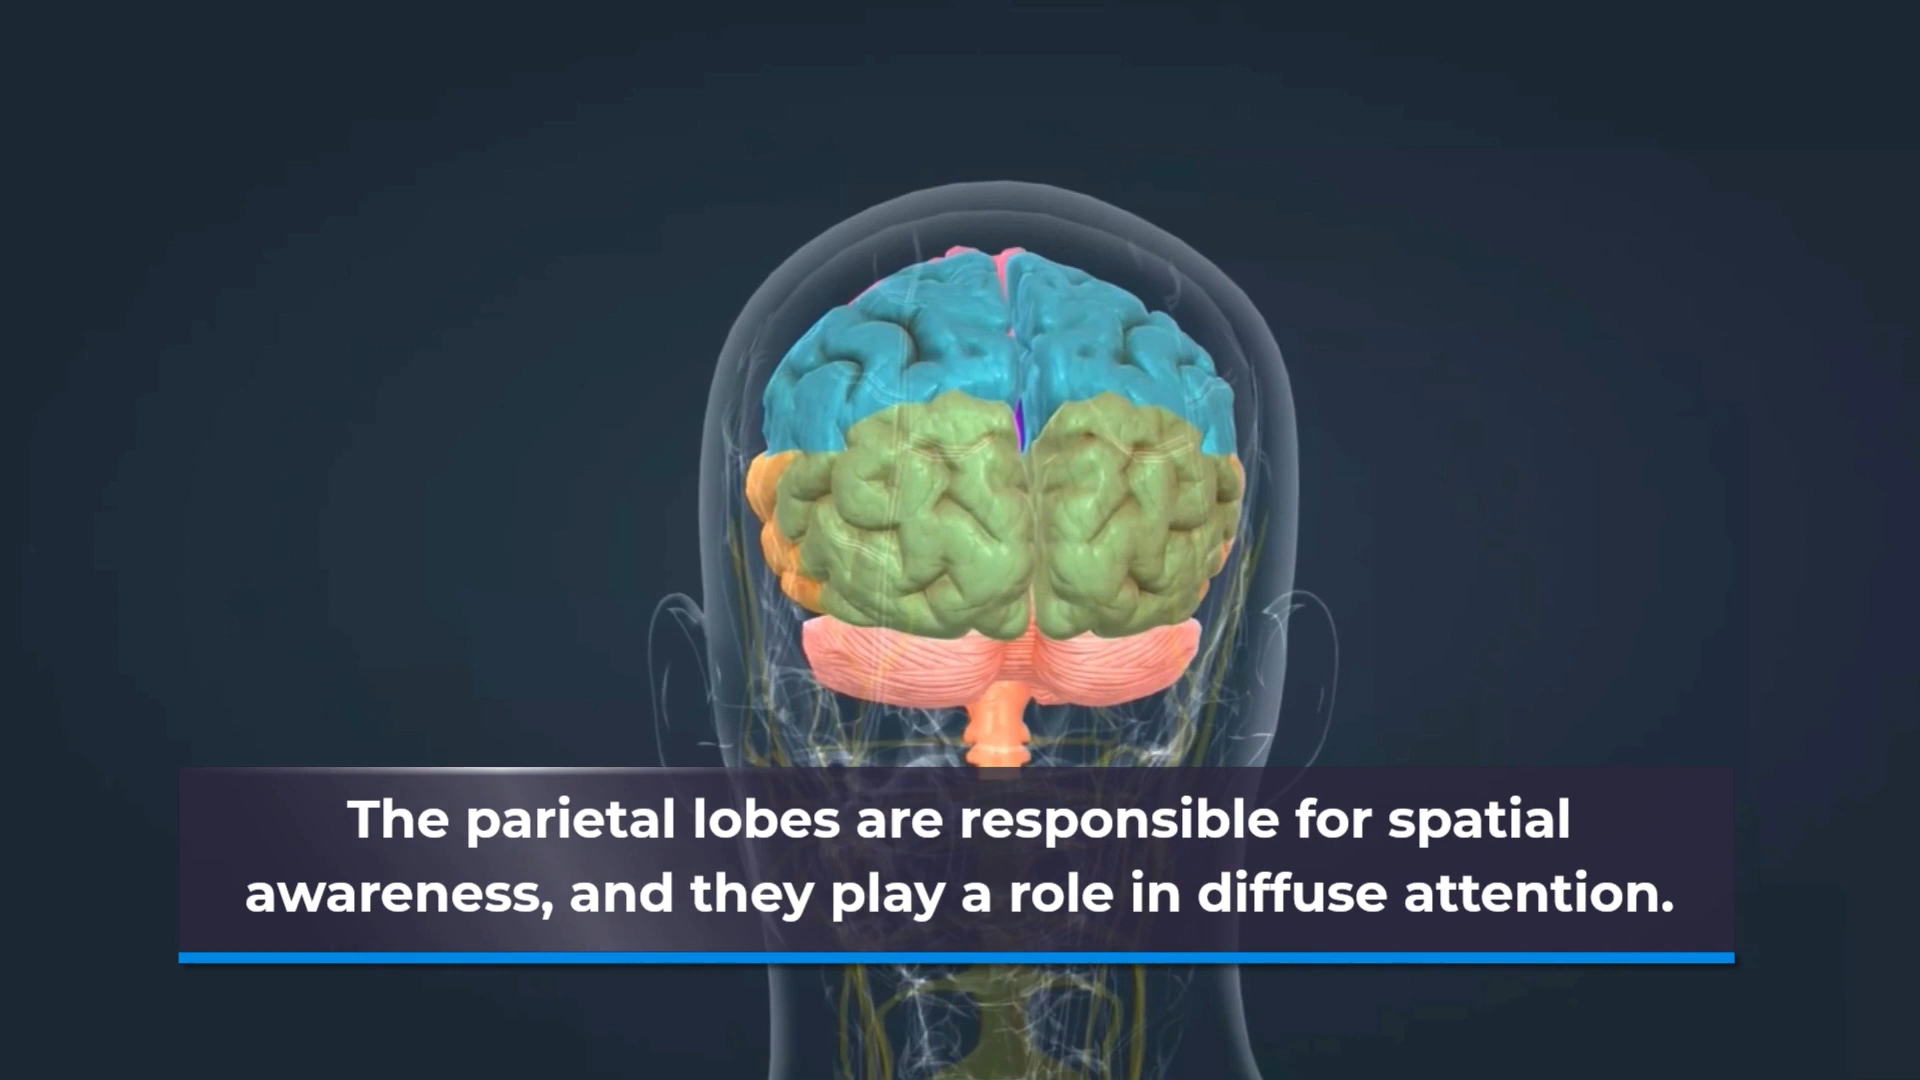 The parietal lobes are responsible for spatial
awareness, and they play a role in diffuse attention.